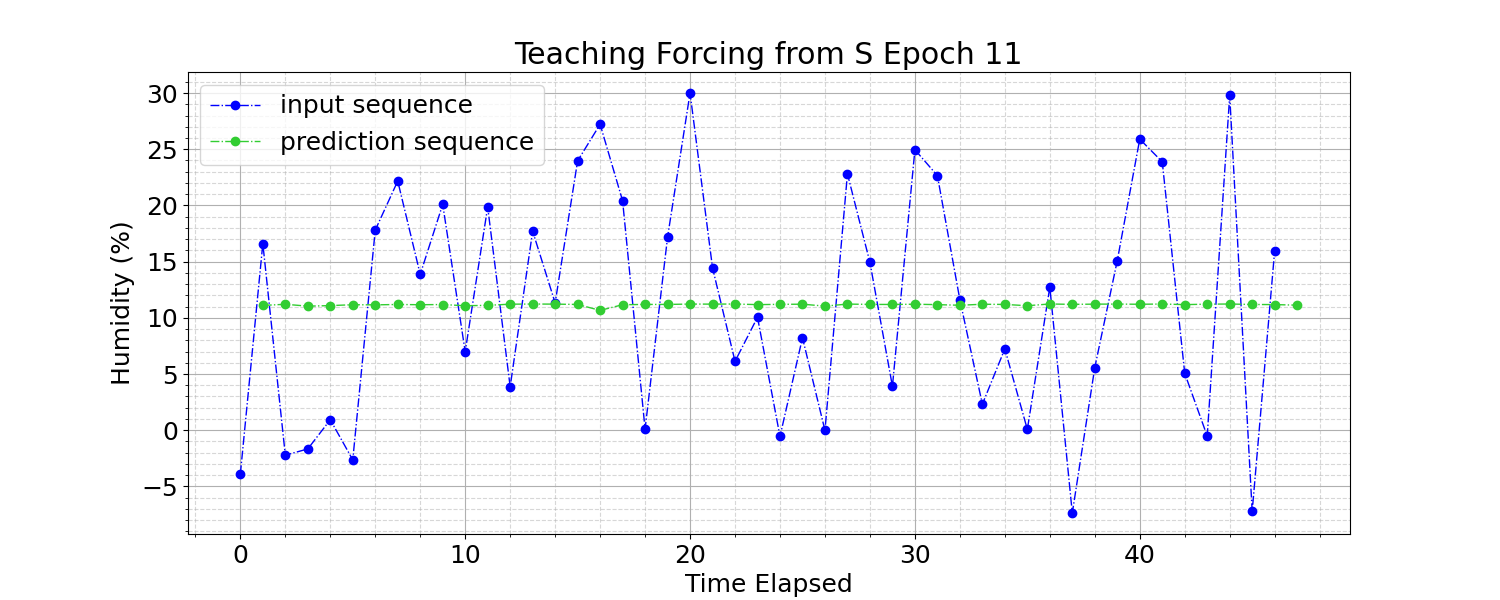 Teaching Forcing from S Epoch 11
input sequence
prediction sequence
Humidity (%)
30
25
20
15
10
5
0
−5
0 10 20 30 40
Time Elapsed